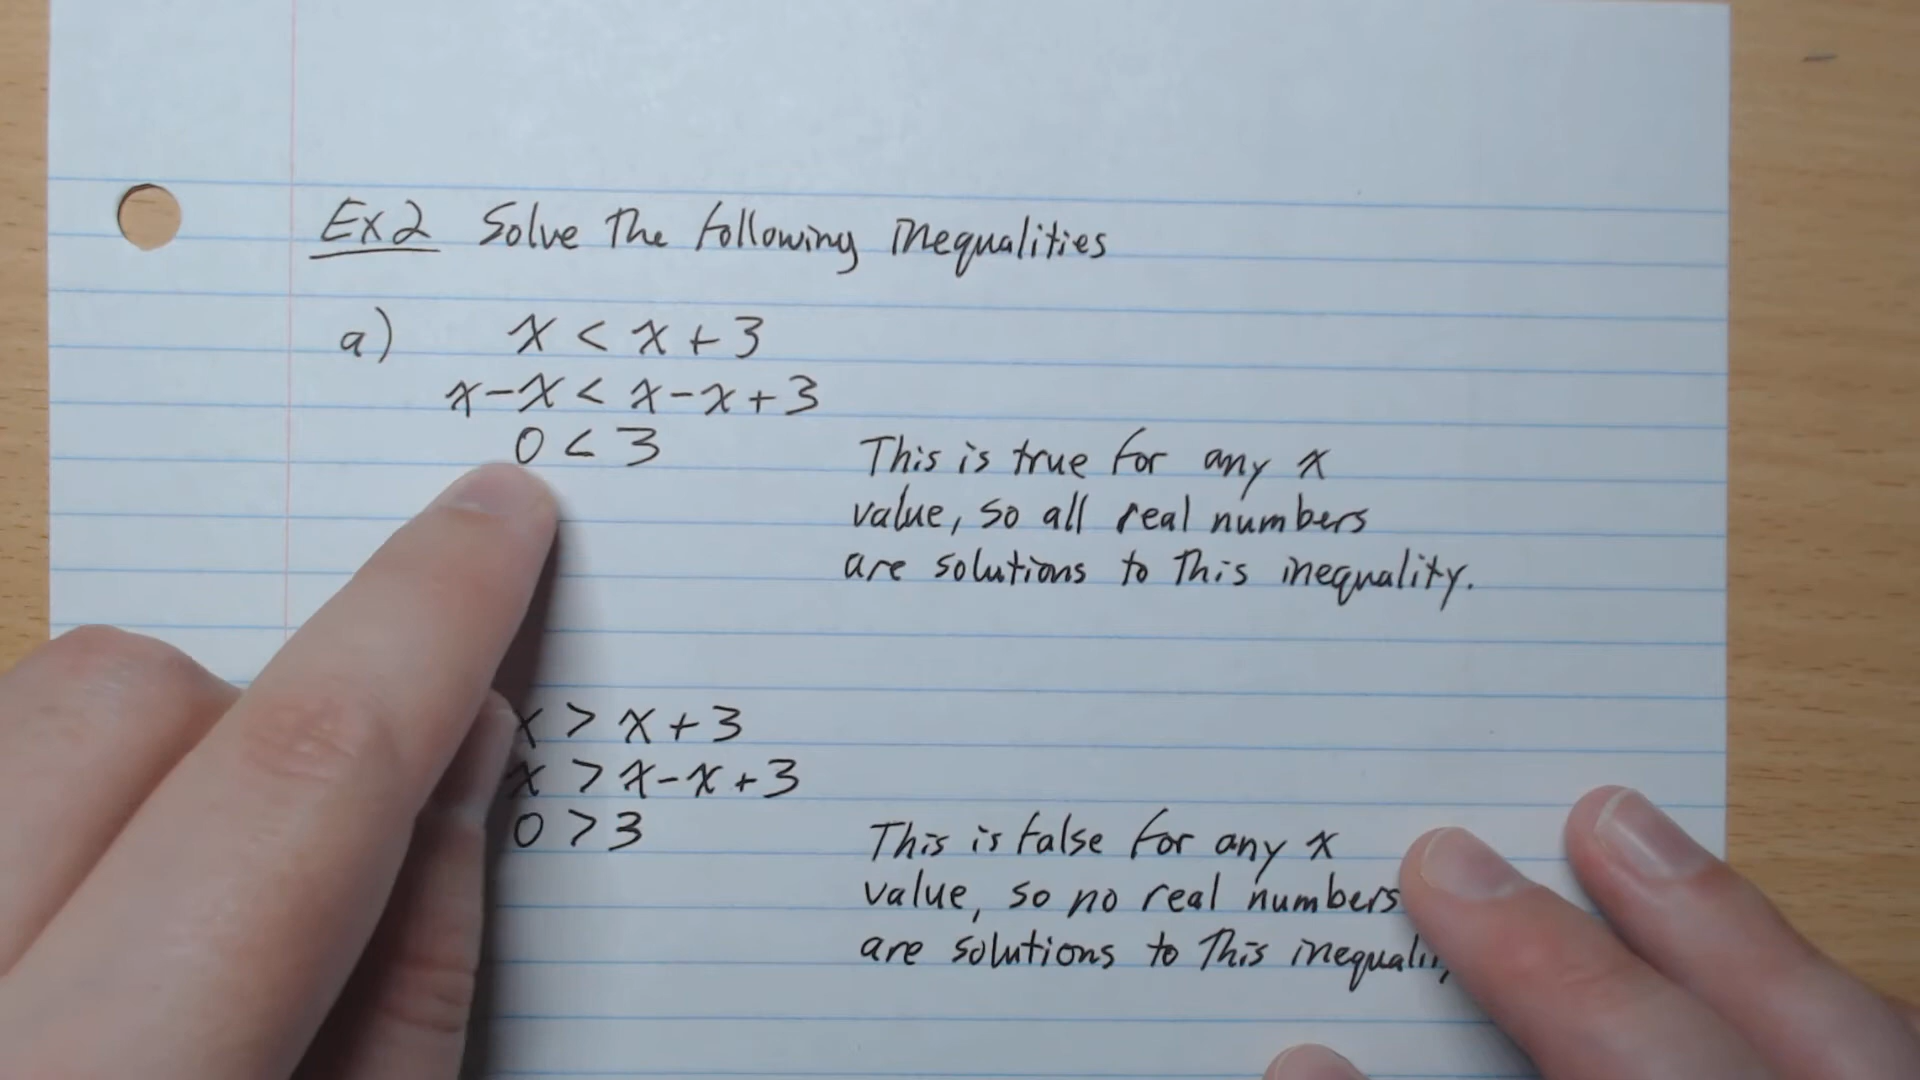 Ex2 Solve the following inequalities
a) x < x + 3
x-x < x-x+3
0 < 3
This is true for any x
value, so all real numbers
are solutions to this inequality.
x > x + 3
x > x-x+3
0 > 3
This is false for any x
value, so no real numbers
are solutions to this